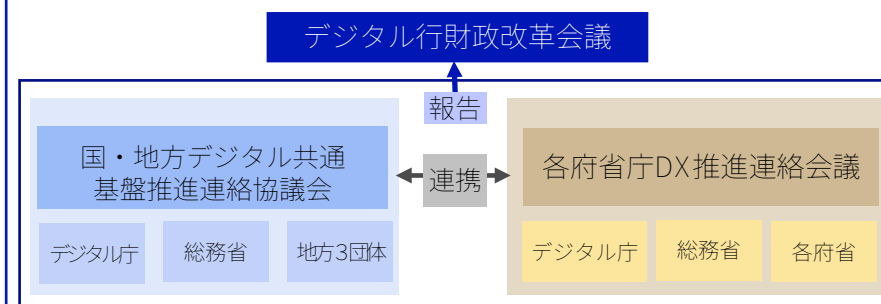 デジタル行財政改革会議
報告
国・地方デジタル共通
基盤推進連絡協議会
連携
各府省庁DX推進連絡会議
デジタル庁
総務省
地方3団体
デジタル庁
総務省
各府省